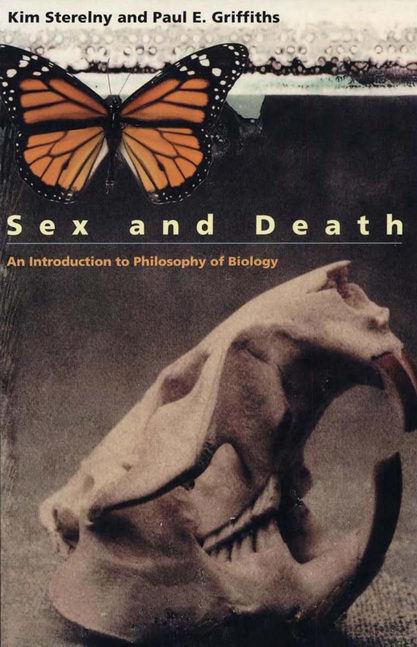 Kim Sterelny and Paul E. Griffiths
Sex and Death
An Introduction to Philosophy of Biology